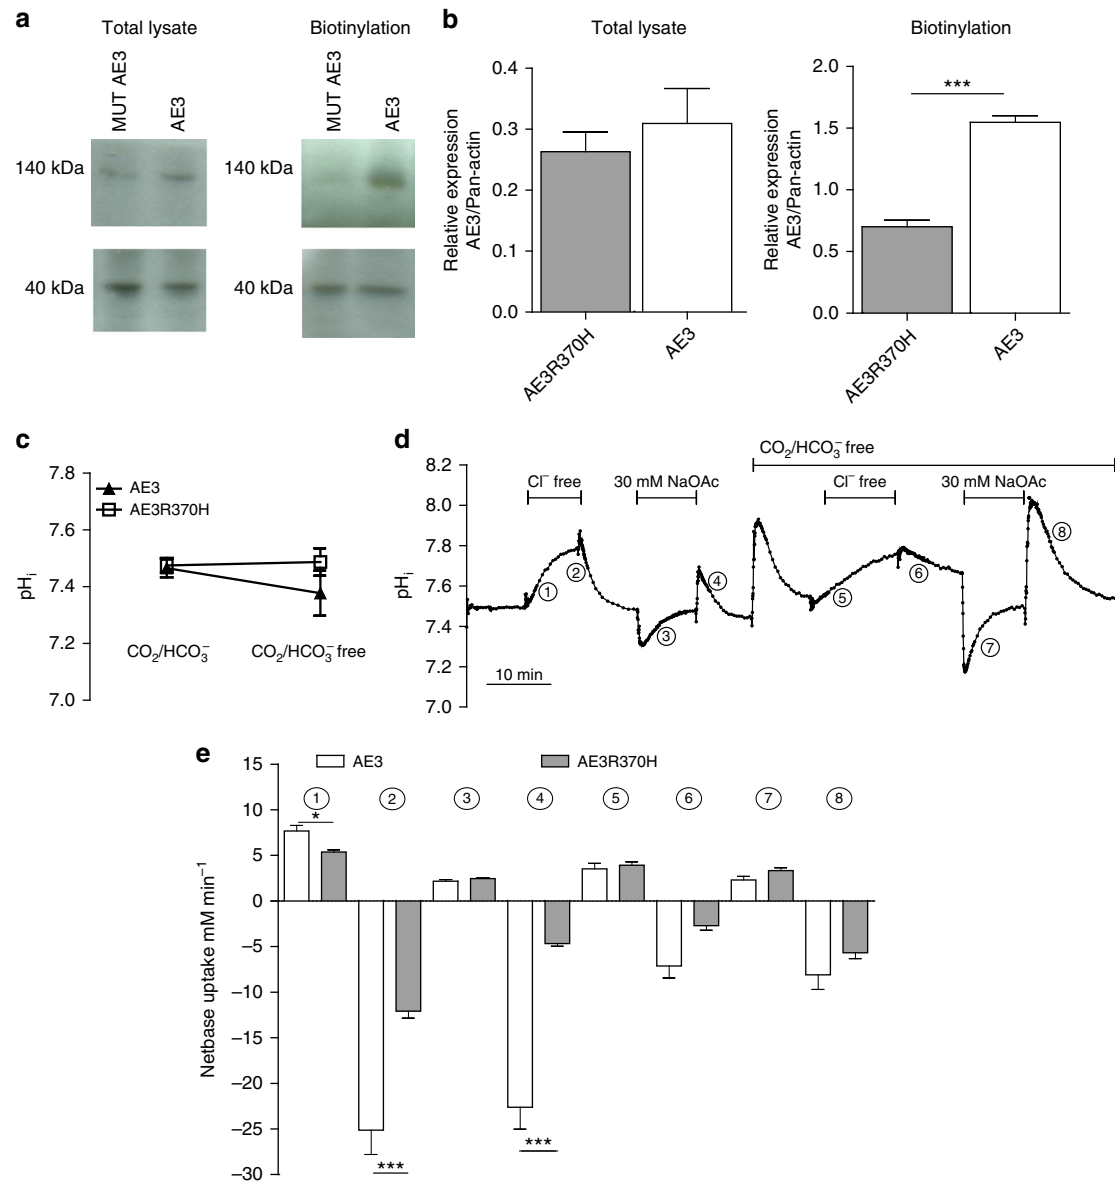 a
Total lysate
Biotinylation
MUT AE3
AE3
MUT AE3
AE3
140 kDa
140 kDa
40 kDa
40 kDa
b
Total lysate
Biotinylation
Relative expression
AE3/Pan-actin
0.4
0.3
0.2
0.1
0.0
AE3R370H
AE3
Relative expression
AE3/Pan-actin
2.0
1.5
1.0
0.5
0.0
***
AE3R370H
AE3
c
pHi
7.8
7.6
7.4
7.2
7.0
AE3
AE3R370H
CO2/HCO3−
CO2/HCO3− free
d
pHi
8.2
8.0
7.8
7.6
7.4
7.2
7.0
CO2/HCO3− free
Cl− free
30 mM NaOAc
Cl− free
30 mM NaOAc
1
2
3
4
5
6
7
8
10 min
e
AE3
AE3R370H
Netbase uptake mM min−1
15
10
5
0
−5
−10
−15
−20
−25
−30
1
2
3
4
5
6
7
8
*
***
***